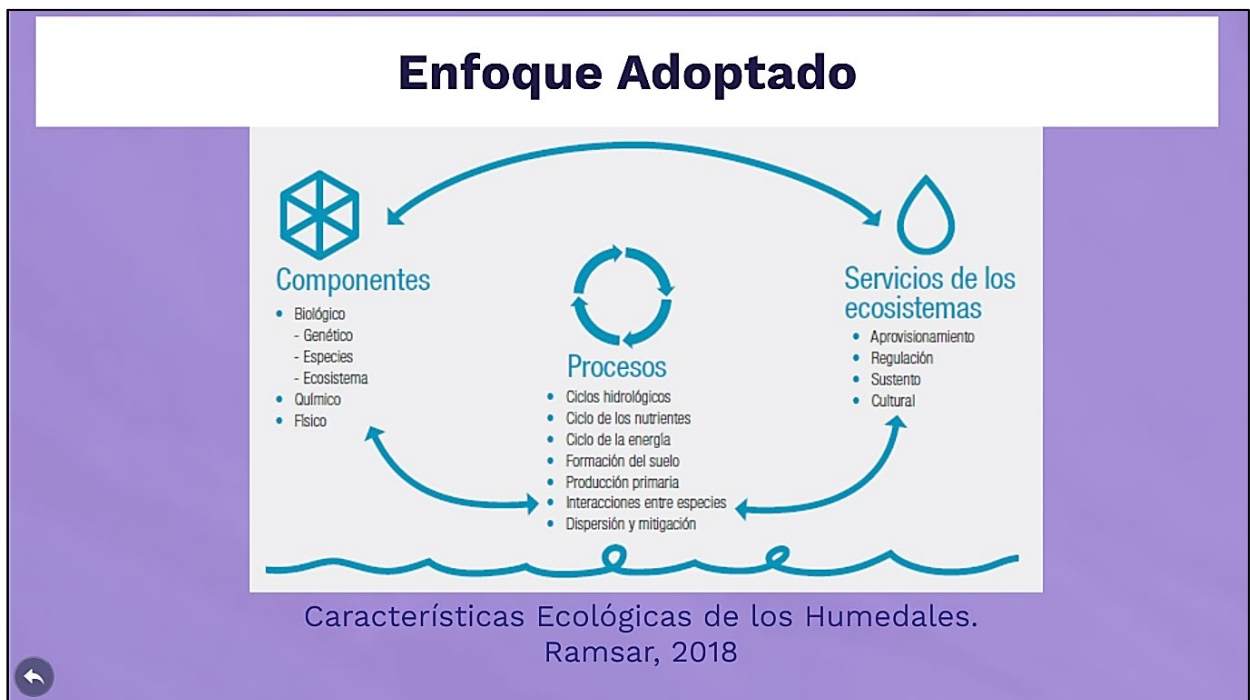 Enfoque Adoptado
Componentes
• Biológico
- Genético
- Especies
- Ecosistema
• Químico
• Físico
Procesos
• Ciclos hidrológicos
• Ciclo de los nutrientes
• Ciclo de la energía
• Formación del suelo
• Producción primaria
• Interacciones entre especies
• Dispersión y mitigación
Servicios de los
ecosistemas
• Aprovisionamiento
• Regulación
• Sustento
• Cultural
Características Ecológicas de los Humedales.
Ramsar, 2018